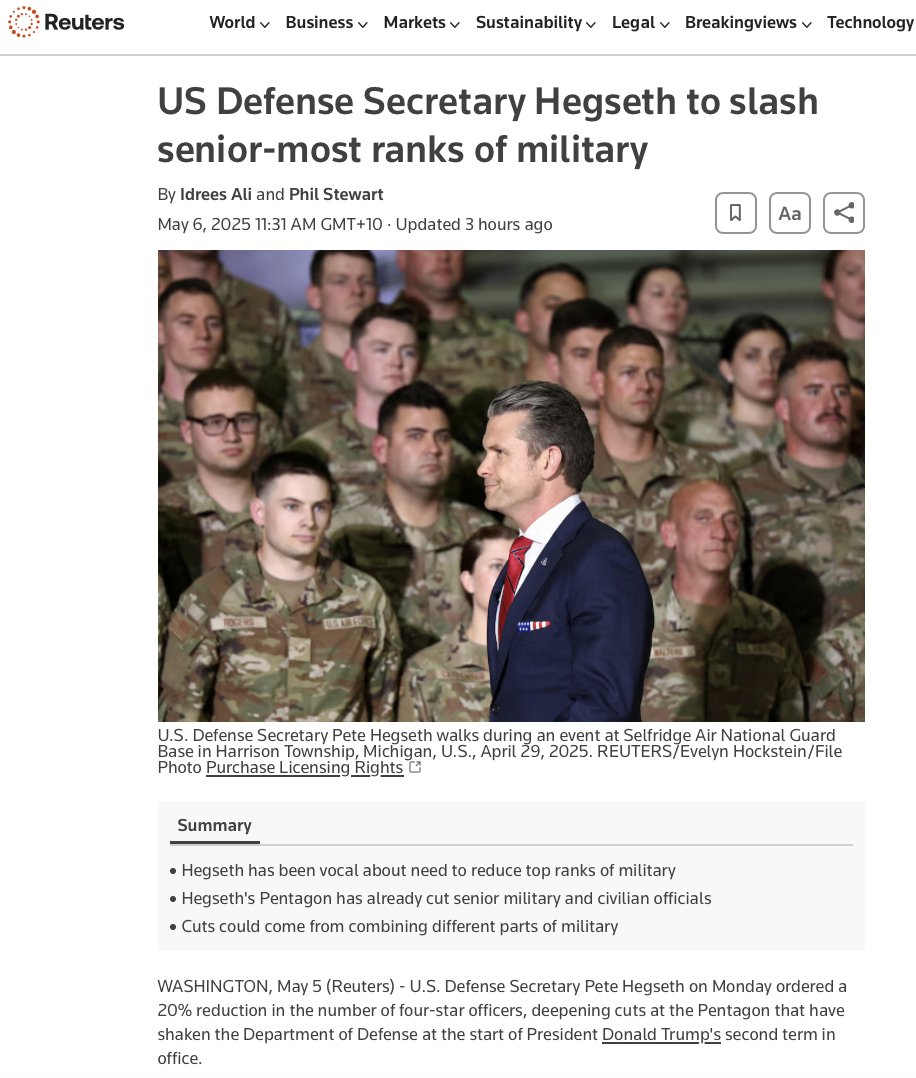 Reuters
World Business Markets Sustainability Legal Breakingviews Technology
US Defense Secretary Hegseth to slash
senior-most ranks of military
By Idrees Ali and Phil Stewart
May 6, 2025 11:31 AM GMT+10 · Updated 3 hours ago
Aa
ROGERS
U.S. AIR FORCE
U.S. Defense Secretary Pete Hegseth walks during an event at Selfridge Air National Guard
Base in Harrison Township, Michigan, U.S., April 29, 2025. REUTERS/Evelyn Hockstein/File
Photo Purchase Licensing Rights
Summary
• Hegseth has been vocal about need to reduce top ranks of military
• Hegseth's Pentagon has already cut senior military and civilian officials
• Cuts could come from combining different parts of military
WASHINGTON, May 5 (Reuters) - U.S. Defense Secretary Pete Hegseth on Monday ordered a
20% reduction in the number of four-star officers, deepening cuts at the Pentagon that have
shaken the Department of Defense at the start of President Donald Trump's second term in
office.